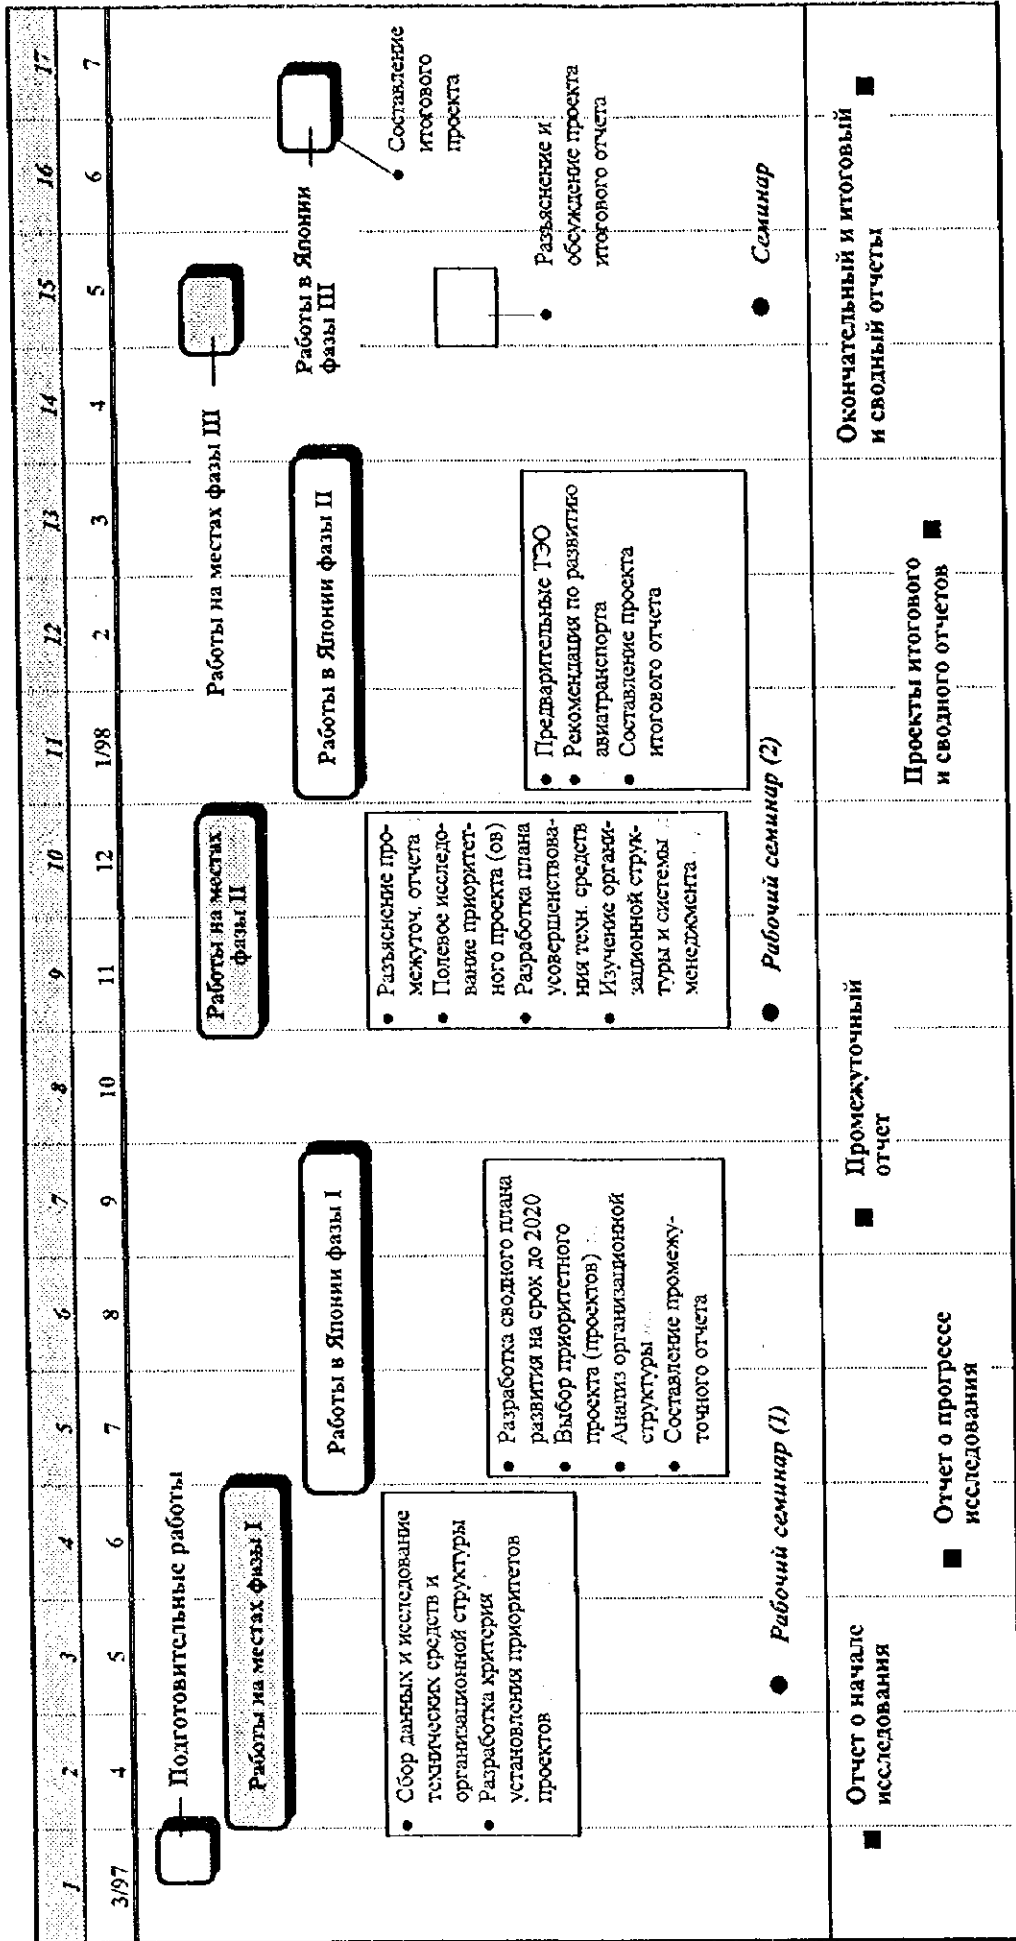 1 2 3 4 5 6 7 8 9 10 11 12 13 14 15 16 17
3/97 4 5 6 7 8 9 10 11 12 1/98 2 3 4 5 6 7
Подготовительные работы
Работы на местах фазы I
Работы на местах
фазы II
Работы на местах фазы III
Работы в Японии фазы I
Работы в Японии фазы II
Работы в Японии
фазы III
● Сбор данных и исследование
технических средств и
организационной структуры
● Разработка критерия
установления приоритетов
проектов
● Разработка сводного плана
развития на срок до 2020
● Выбор приоритетного
проекта (проектов)
● Анализ организационной
структуры
● Составление промежу-
точного отчета
● Разъяснение про-
межуточ. отчета
● Полевое исследо-
вание приоритет-
ного проекта (ов)
● Разработка плана
усовершенствова-
ния техн. средств
● Изучение органи-
зационной струк-
туры и системы
менеджмента
● Предварительные ТЭО
● Рекомендация по развитию
авиатранспорта
● Составление проекта
итогового отчета
● Разъяснение и
обсуждение проекта
итогового отчета
● Составление
итогового
проекта
● Рабочий семинар (1)
● Рабочий семинар (2)
● Семинар
■ Отчет о начале
исследования
■ Отчет о прогрессе
исследования
■ Промежуточный
отчет
Проекты итогового
и сводного отчетов ■
Окончательный и итоговый
и сводный отчеты ■